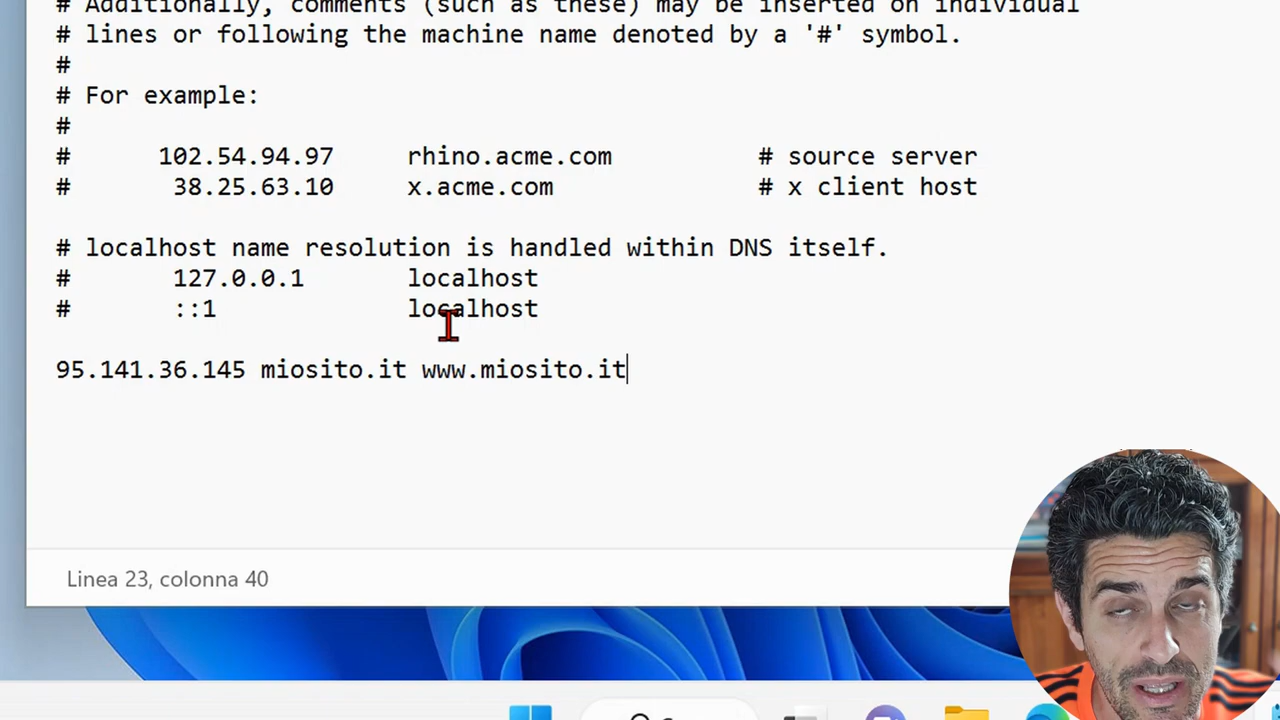 # Additionally, comments (such as these) may be inserted on individual
# lines or following the machine name denoted by a '#' symbol.
#
# For example:
#
#      102.54.94.97     rhino.acme.com          # source server
#       38.25.63.10     x.acme.com              # x client host
# localhost name resolution is handled within DNS itself.
#       127.0.0.1       localhost
#       ::1             localhost
95.141.36.145 miosito.it www.miosito.it
Linea 23, colonna 40